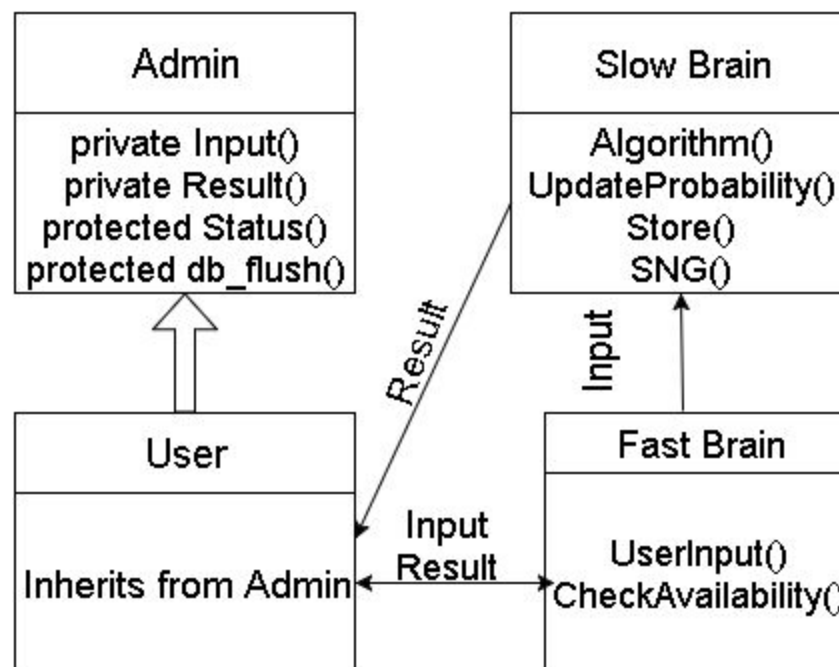 Admin
private Input()
private Result()
protected Status()
protected db_flush()
Slow Brain
Algorithm()
UpdateProbability()
Store()
SNG()
Result
Input
User
Inherits from Admin
Input
Result
Fast Brain
UserInput()
CheckAvailability()